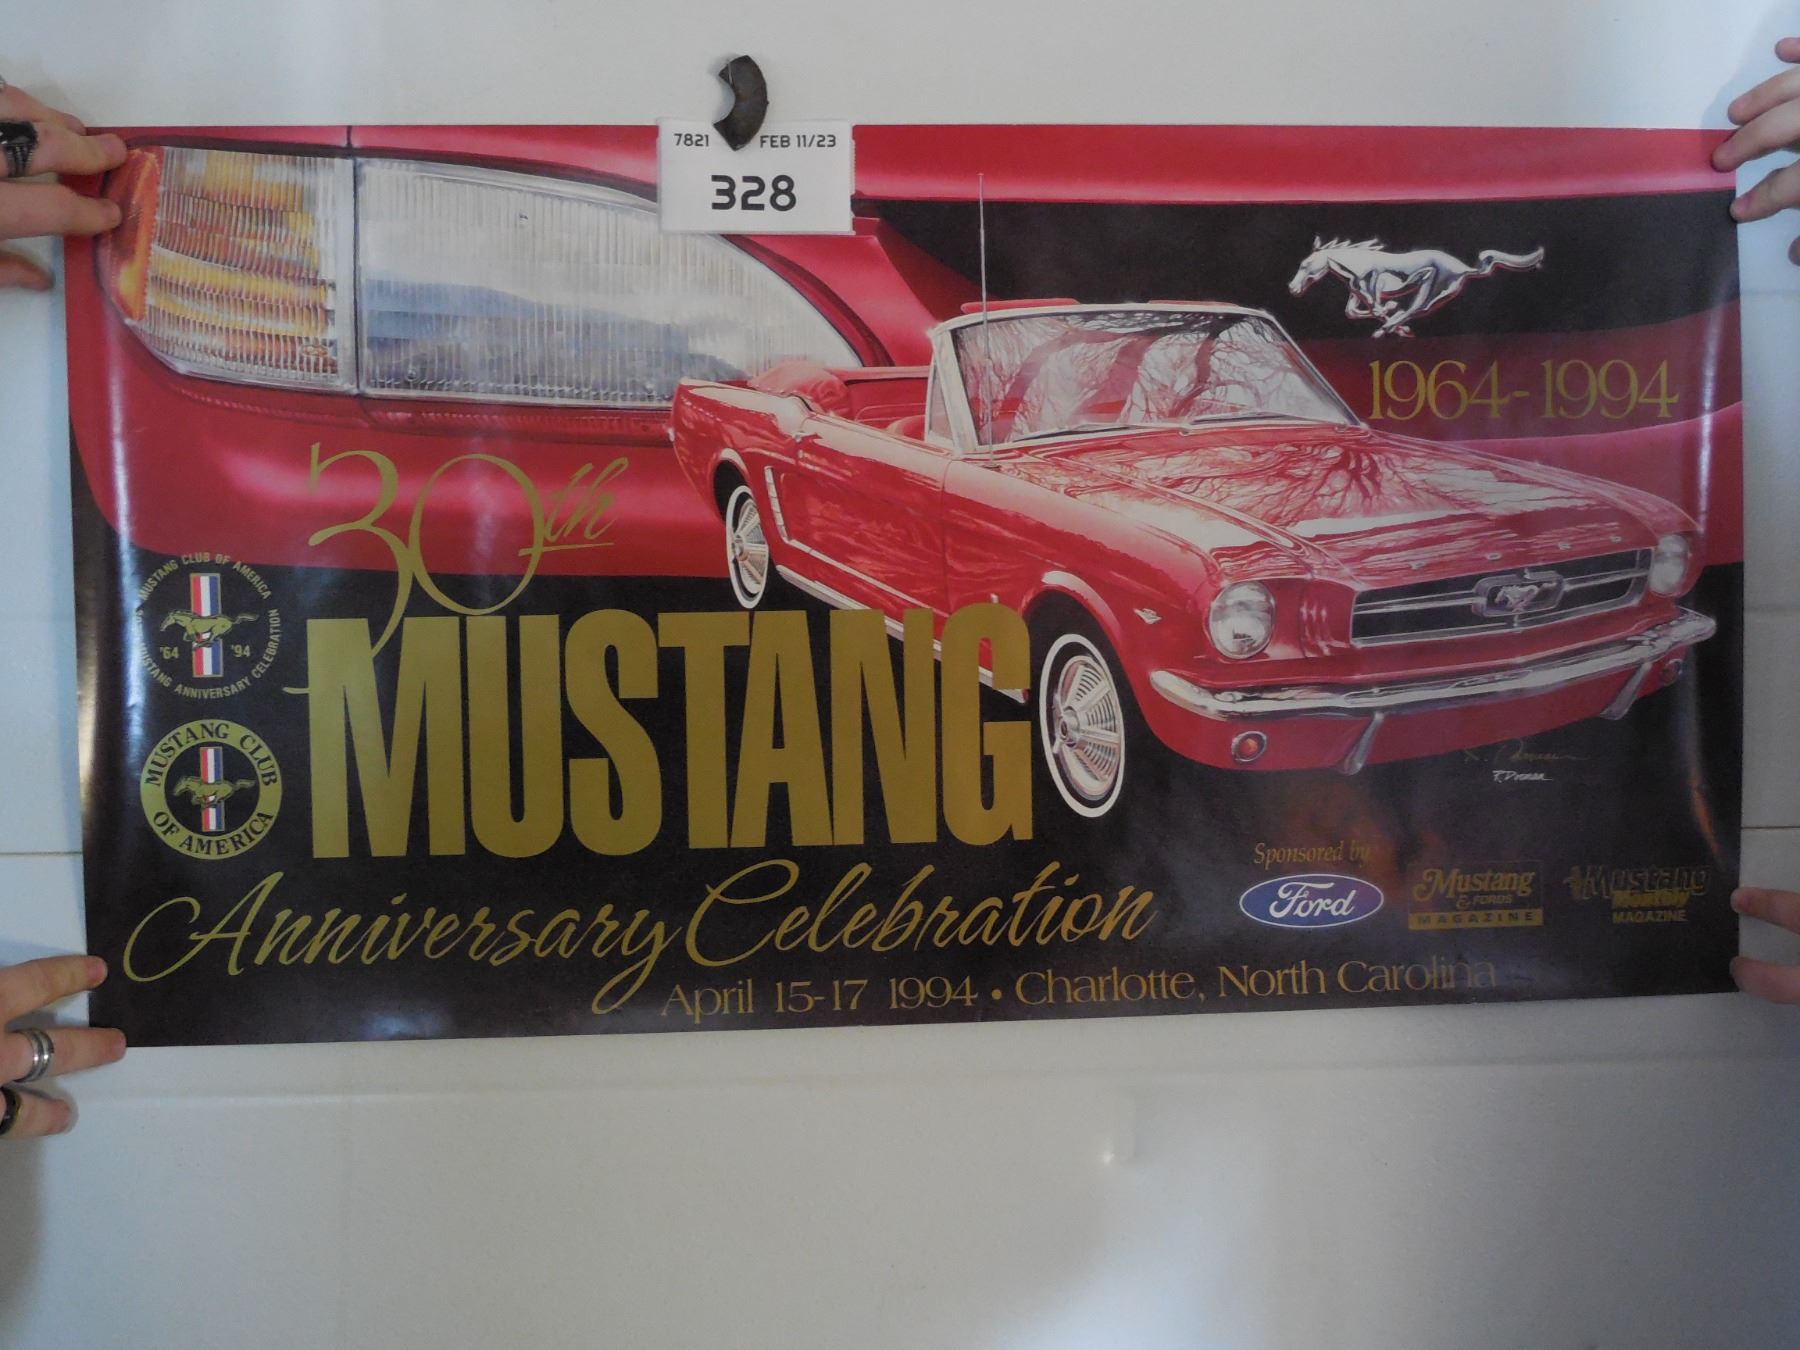 7821 FEB 11/23
328
1964-1994
FORD
30th
MUSTANG CLUB OF AMERICA
'64 '94
MUSTANG ANNIVERSARY CELEBRATION
MUSTANG
MUSTANG CLUB
OF AMERICA
Anniversary Celebration
April 15-17 1994 • Charlotte, North Carolina
Sponsored by
Ford
Mustang
& FORDS
MAGAZINE
Mustang
Monthly
MAGAZINE